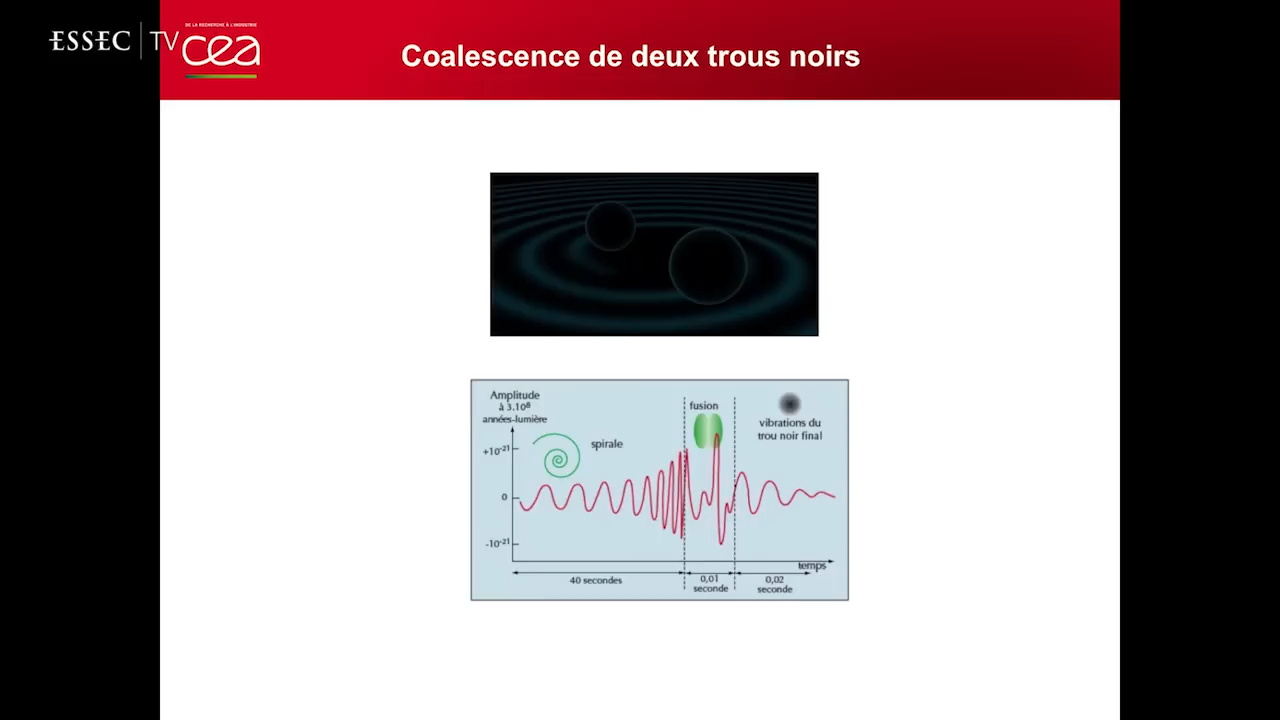 ESSEC TV
DE LA RECHERCHE À L'INDUSTRIE
cea
Coalescence de deux trous noirs
Amplitude
à 3.10⁸
années-lumière
+10⁻²¹
0
-10⁻²¹
spirale
fusion
vibrations du
trou noir final
temps
40 secondes
0,01
seconde
0,02
seconde